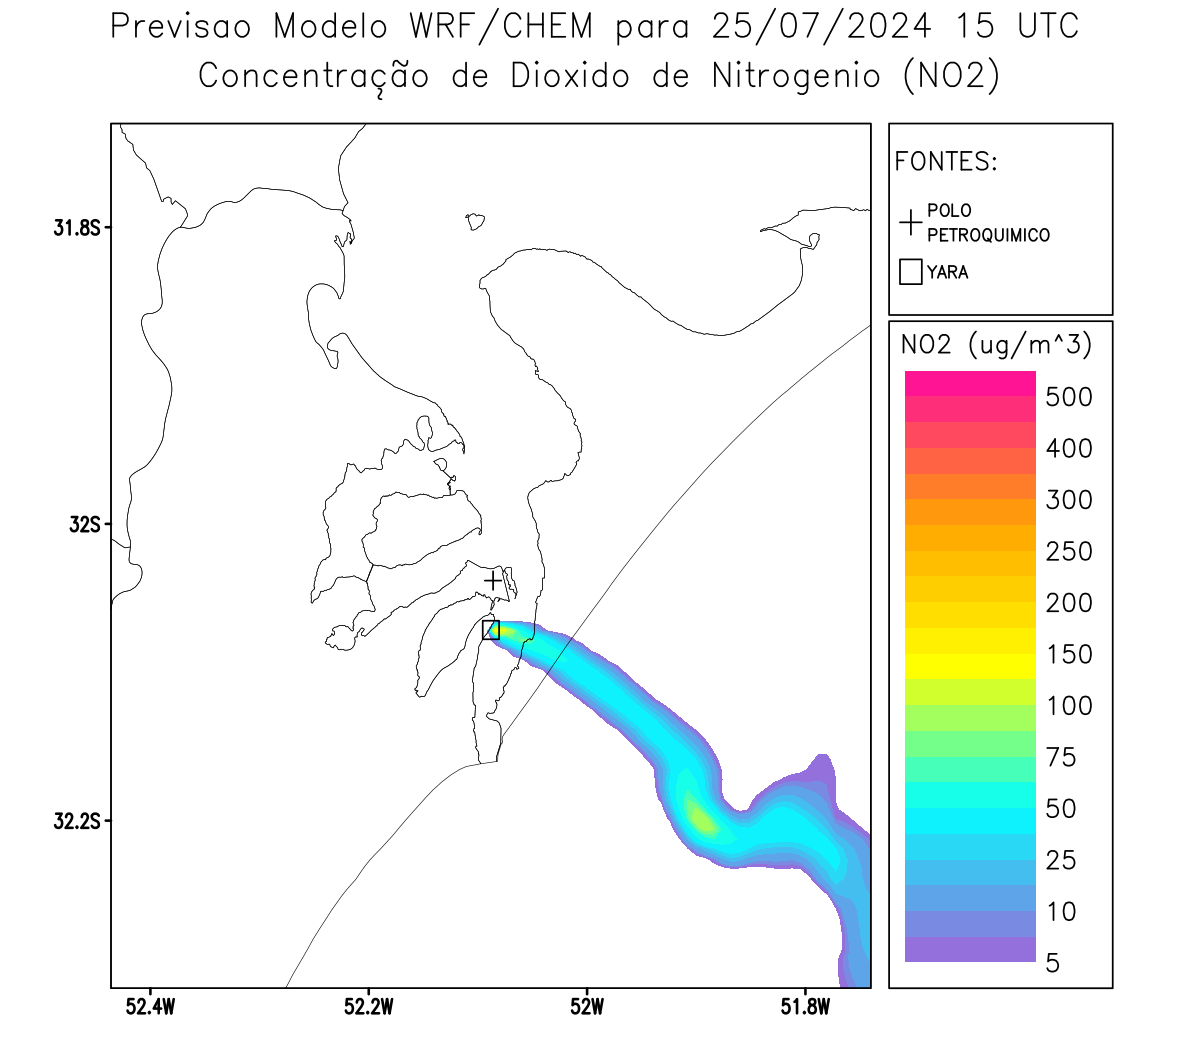 Previsao Modelo WRF/CHEM para 25/07/2024 15 UTC
Concentração de Dioxido de Nitrogenio (NO2)
FONTES:
POLO
PETROQUIMICO
YARA
NO2 (ug/m^3)
500
400
300
250
200
150
100
75
50
25
10
5
31.8S
32S
32.2S
52.4W
52.2W
52W
51.8W